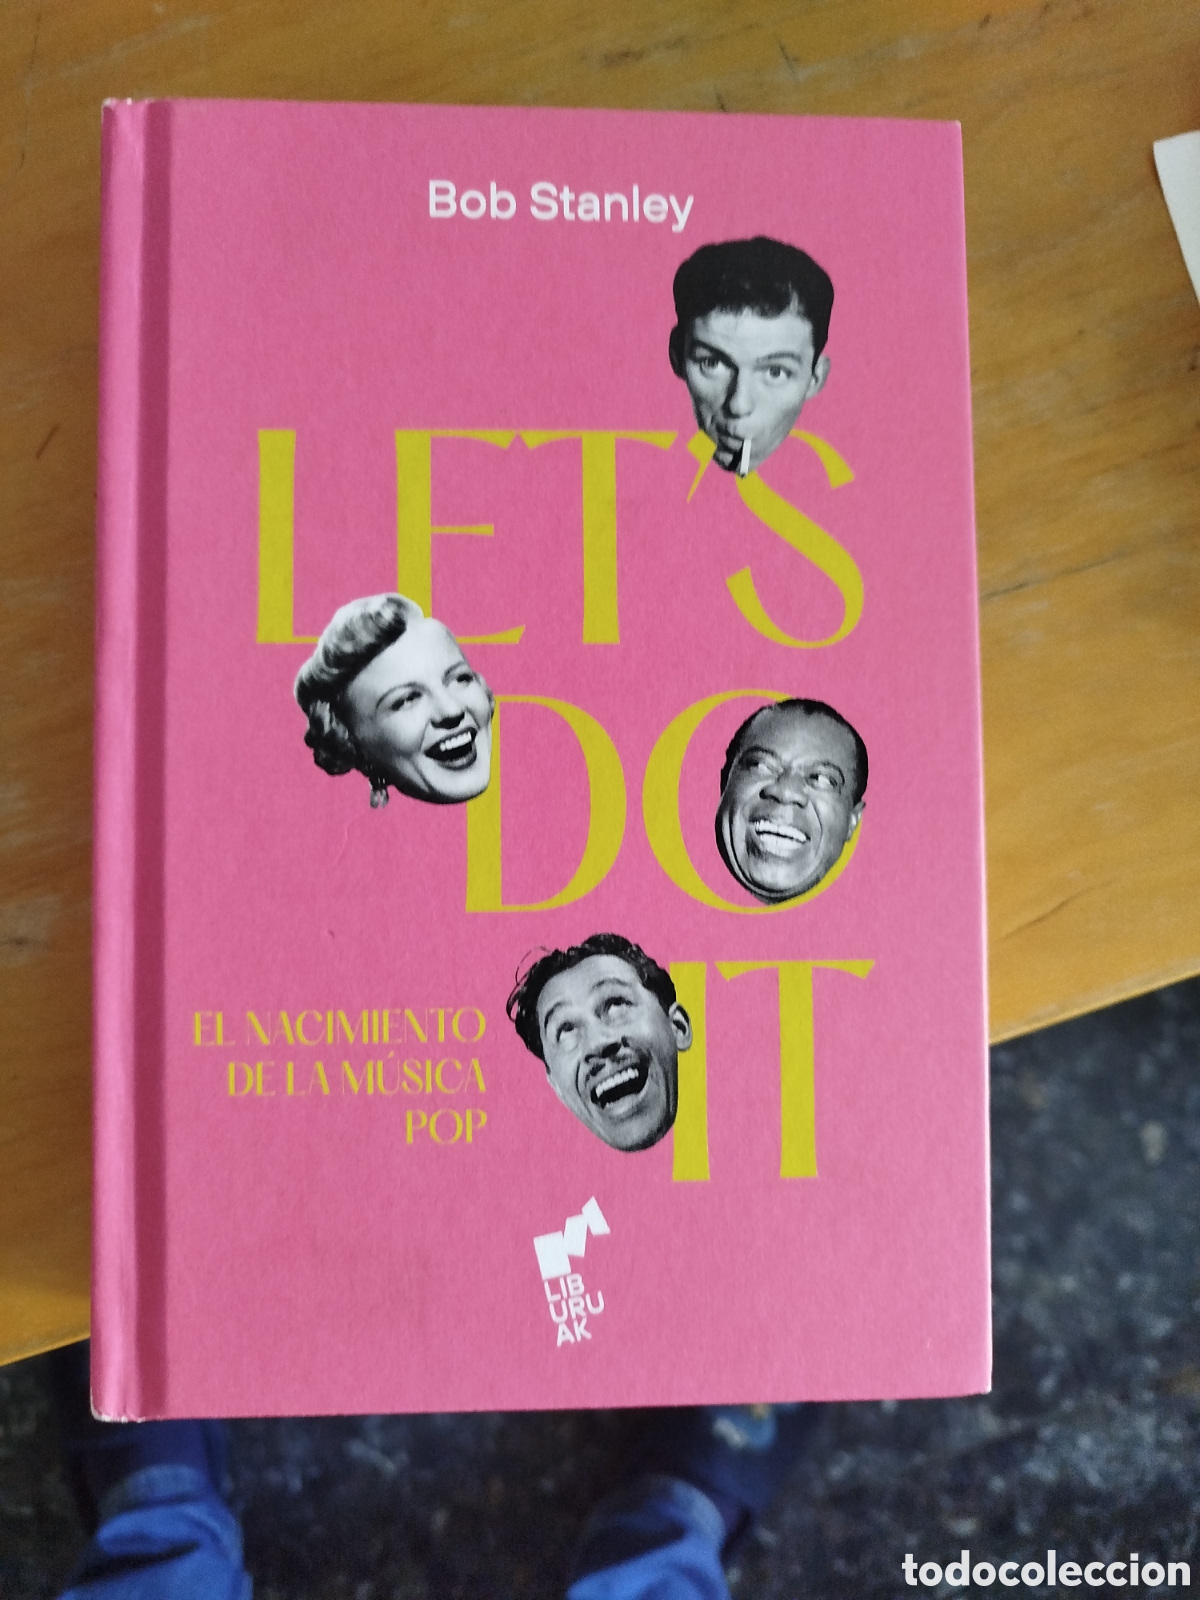 Bob Stanley
LET'S
DO
IT
EL NACIMIENTO
DE LA MÚSICA
POP
LIB
URU
AK
todocoleccion